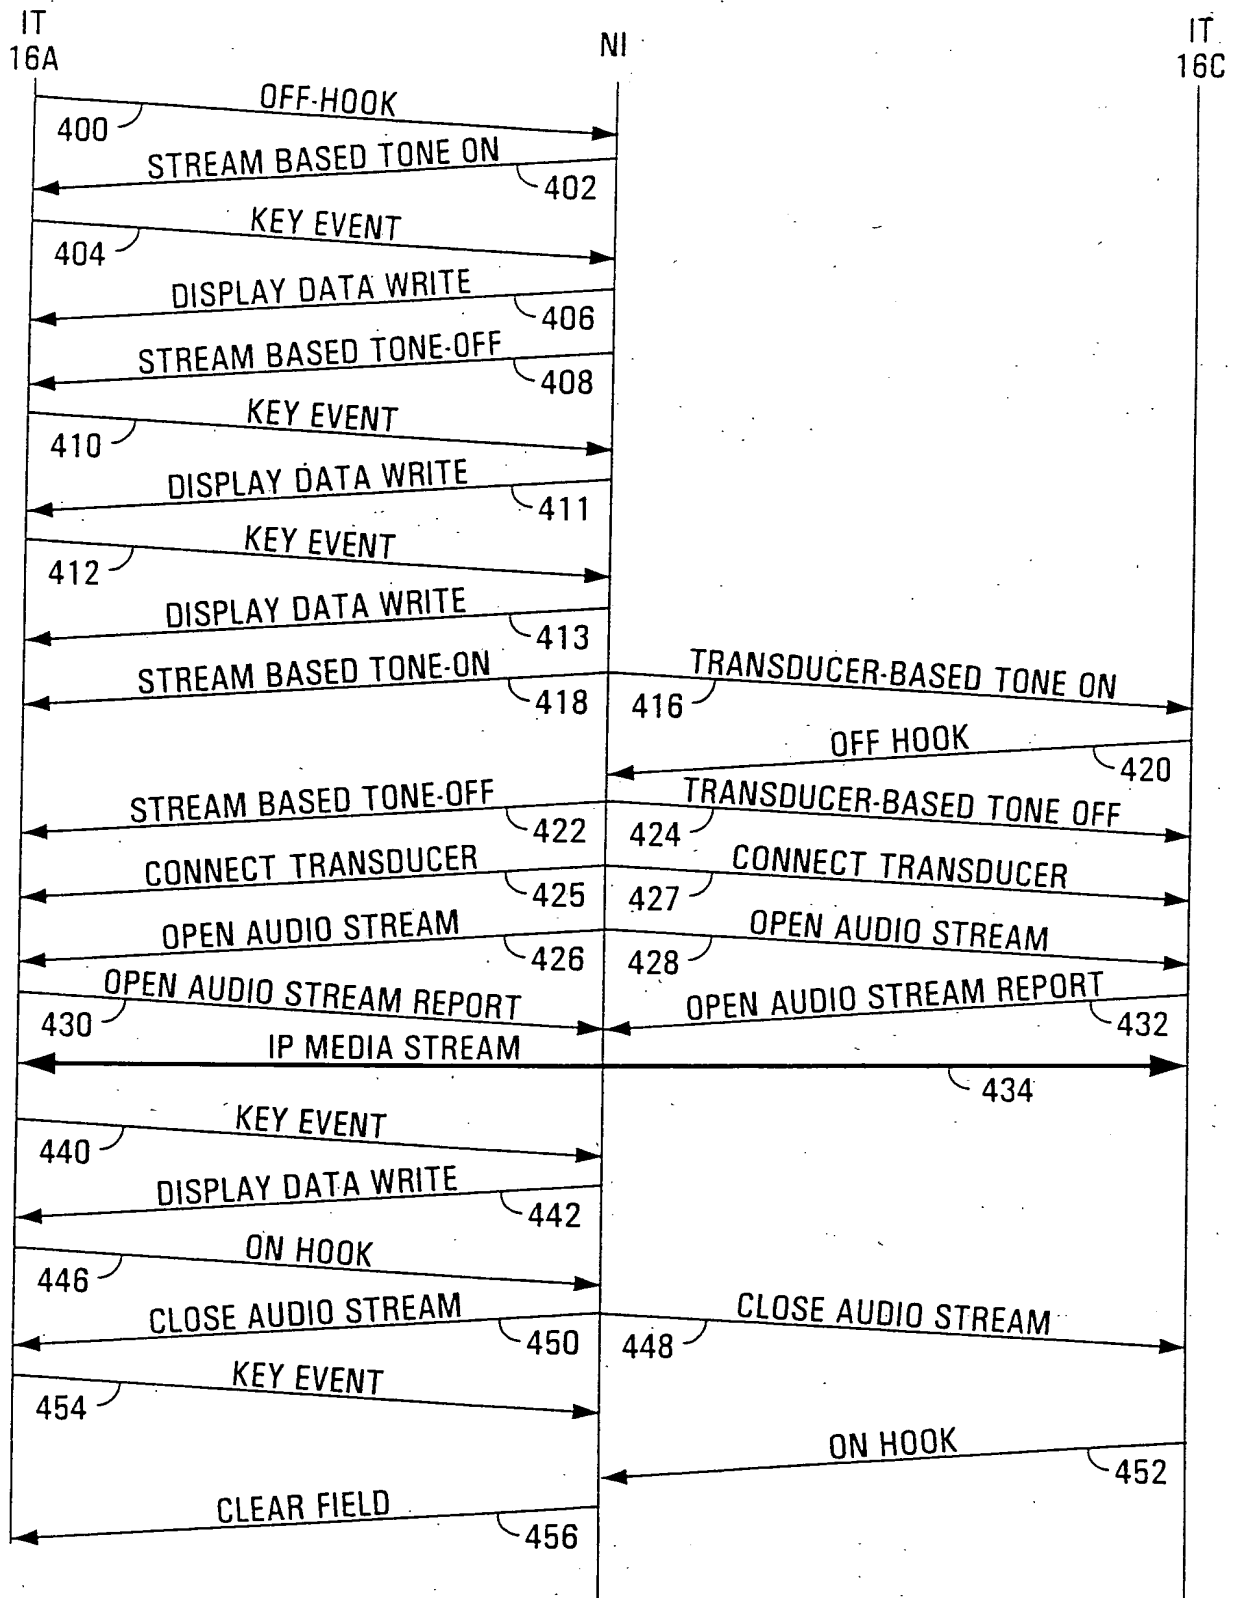 IT
16A
NI
IT
16C
OFF-HOOK
400
STREAM BASED TONE ON
402
KEY EVENT
404
DISPLAY DATA WRITE
406
STREAM BASED TONE-OFF
408
KEY EVENT
410
DISPLAY DATA WRITE
411
KEY EVENT
412
DISPLAY DATA WRITE
413
STREAM BASED TONE-ON
418
TRANSDUCER-BASED TONE ON
416
OFF HOOK
420
STREAM BASED TONE-OFF
422
TRANSDUCER-BASED TONE OFF
424
CONNECT TRANSDUCER
425
CONNECT TRANSDUCER
427
OPEN AUDIO STREAM
426
OPEN AUDIO STREAM
428
OPEN AUDIO STREAM REPORT
430
OPEN AUDIO STREAM REPORT
432
IP MEDIA STREAM
434
KEY EVENT
440
DISPLAY DATA WRITE
442
ON HOOK
446
CLOSE AUDIO STREAM
450
CLOSE AUDIO STREAM
448
KEY EVENT
454
ON HOOK
452
CLEAR FIELD
456